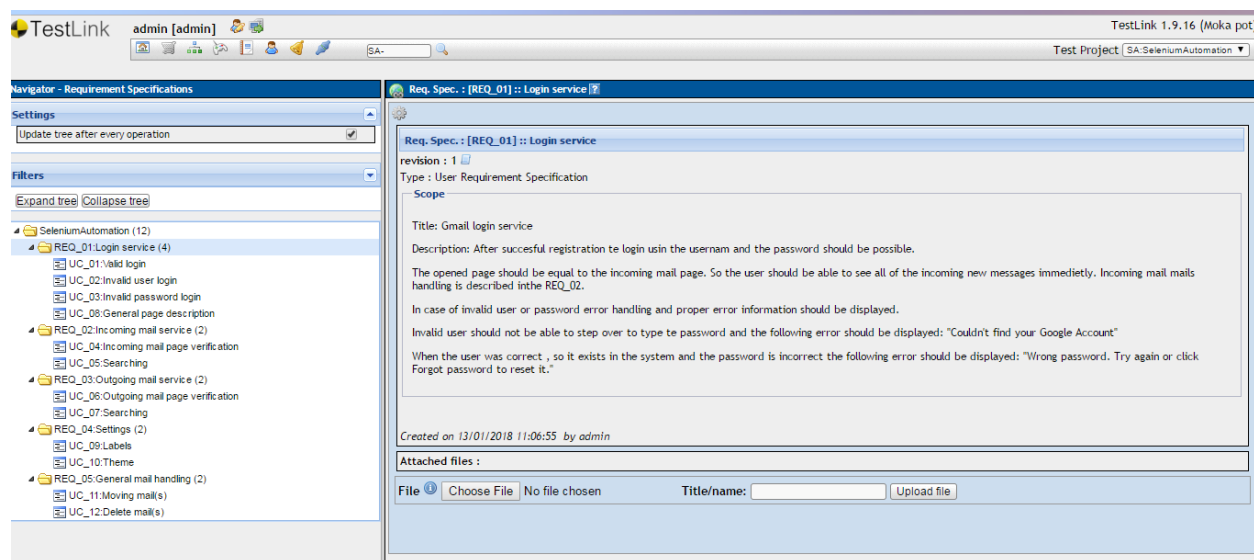 TestLink
admin [admin]
TestLink 1.9.16 (Moka pot)
SA-
Test Project SA:SeleniumAutomation
Navigator - Requirement Specifications
Settings
Update tree after every operation
Filters
Expand tree Collapse tree
SeleniumAutomation (12)
REQ_01:Login service (4)
UC_01:Valid login
UC_02:Invalid user login
UC_03:Invalid password login
UC_08:General page description
REQ_02:Incoming mail service (2)
UC_04:Incoming mail page verification
UC_05:Searching
REQ_03:Outgoing mail service (2)
UC_06:Outgoing mail page verification
UC_07:Searching
REQ_04:Settings (2)
UC_09:Labels
UC_10:Theme
REQ_05:General mail handling (2)
UC_11:Moving mail(s)
UC_12:Delete mail(s)
Req. Spec. : [REQ_01] :: Login service ?
Req. Spec. : [REQ_01] :: Login service
revision : 1
Type : User Requirement Specification
Scope
Title: Gmail login service
Description: After succesful registration te login usin the usernam and the password should be possible.
The opened page should be equal to the incoming mail page. So the user should be able to see all of the incoming new messages immedietly. Incoming mail mails
handling is described inthe REQ_02.
In case of invalid user or password error handling and proper error information should be displayed.
Invalid user should not be able to step over to type te password and the following error should be displayed: "Couldn't find your Google Account"
When the user was correct , so it exists in the system and the password is incorrect the following error should be displayed: "Wrong password. Try again or click
Forgot password to reset it."
Created on 13/01/2018 11:06:55 by admin
Attached files :
File Choose File No file chosen Title/name: Upload file